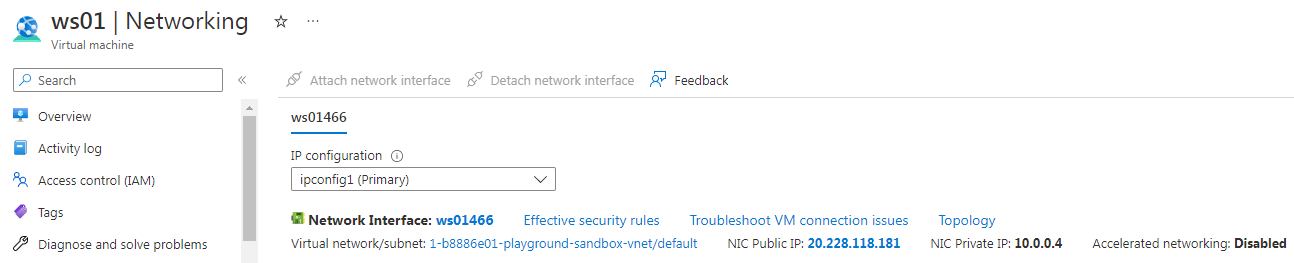 ws01 | Networking
Virtual machine
Search
Overview
Activity log
Access control (IAM)
Tags
Diagnose and solve problems
Attach network interface Detach network interface Feedback
ws01466
IP configuration
ipconfig1 (Primary)
Network Interface: ws01466 Effective security rules Troubleshoot VM connection issues Topology
Virtual network/subnet: 1-b8886e01-playground-sandbox-vnet/default NIC Public IP: 20.228.118.181 NIC Private IP: 10.0.0.4 Accelerated networking: Disabled